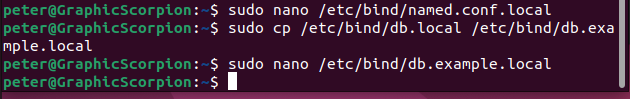 peter@GraphicScorpion:~$ sudo nano /etc/bind/named.conf.local
peter@GraphicScorpion:~$ sudo cp /etc/bind/db.local /etc/bind/db.exa
mple.local
peter@GraphicScorpion:~$ sudo nano /etc/bind/db.example.local
peter@GraphicScorpion:~$